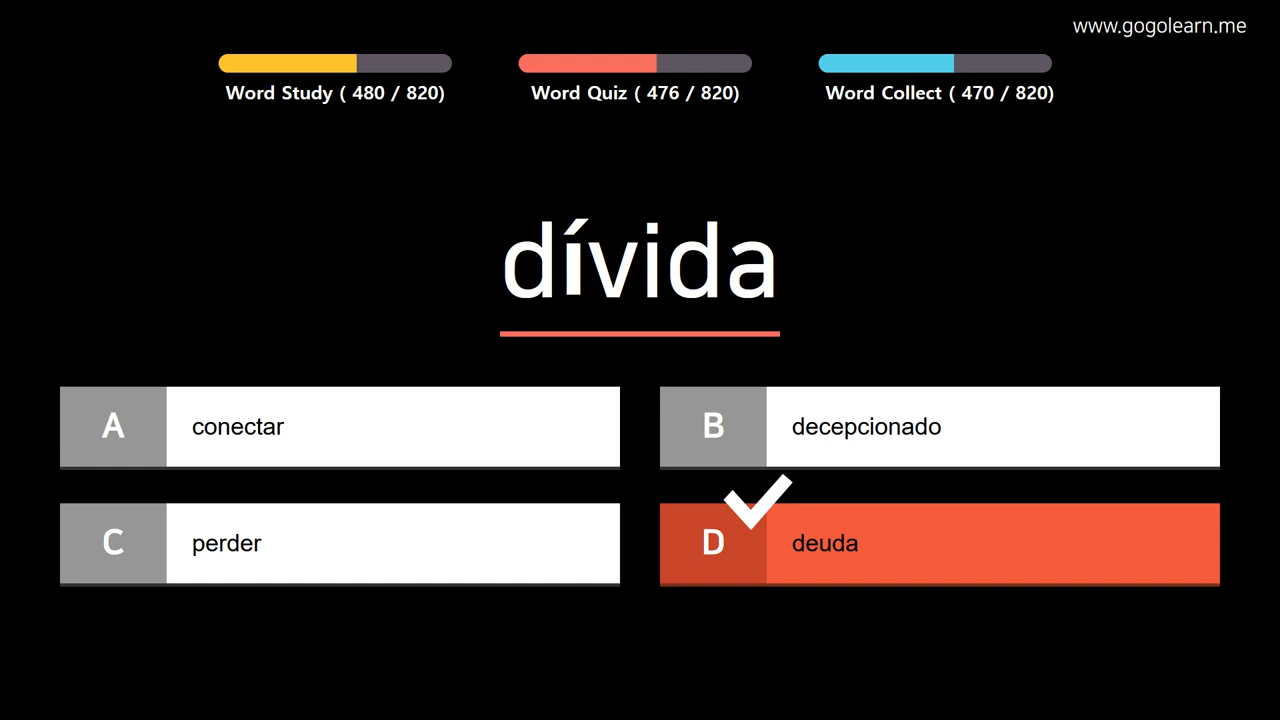 www.gogolearn.me
Word Study ( 480 / 820)
Word Quiz ( 476 / 820)
Word Collect ( 470 / 820)
dívida
A conectar
B decepcionado
C perder
D deuda